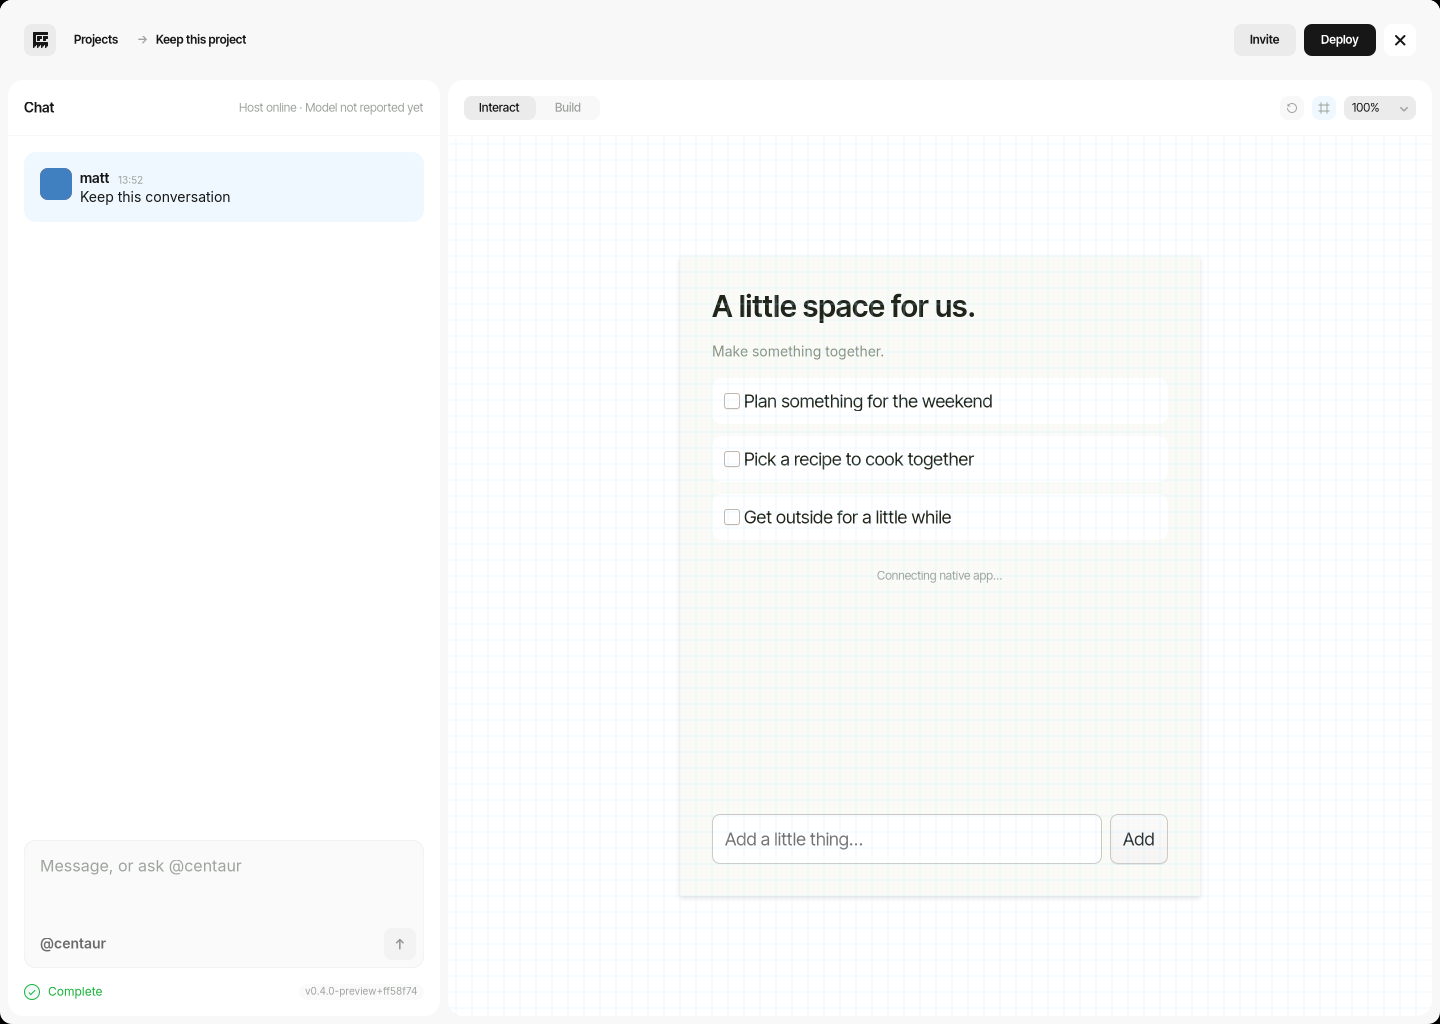 Projects → Keep this project
Invite
Deploy
Chat
Host online · Model not reported yet
matt 13:52
Keep this conversation
Message, or ask @centaur
@centaur
Complete
v0.4.0-preview+ff58f74
Interact
Build
100%
A little space for us.
Make something together.
Plan something for the weekend
Pick a recipe to cook together
Get outside for a little while
Connecting native app...
Add a little thing...
Add